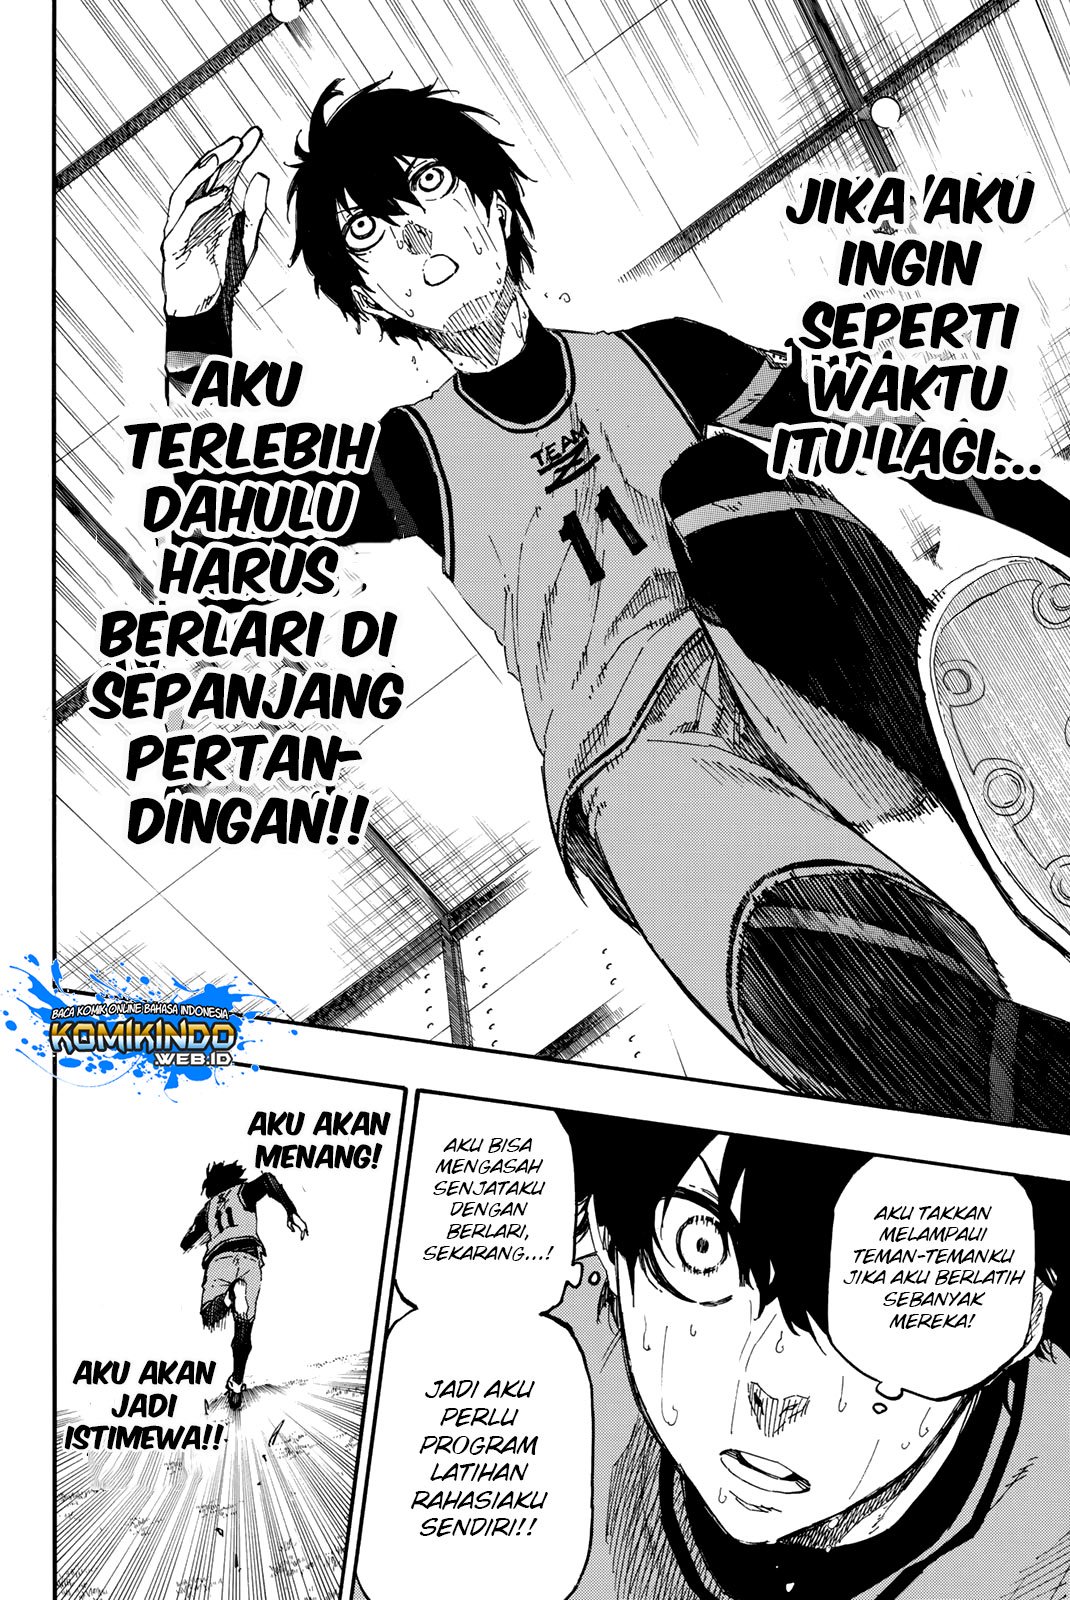 JIKA 'AKU
INGIN
SEPERTI
WAKTU
ITU LAGI...
AKU
TERLEBIH
DAHULU
HARUS
BERLARI DI
SEPANJANG
PERTAN-
DINGAN!!
TEAM
Z
11
BACA KOMIK ONLINE BAHASA INDONESIA
KOMIKINDO
.WEB.ID
AKU TAKKAN
MELAMPAUI
TEMAN-TEMANKU
JIKA AKU BERLATIH
SEBANYAK
MEREKA!
AKU BISA
MENGASAH
SENJATAKU
DENGAN
BERLARI,
SEKARANG...!
JADI AKU
PERLU
PROGRAM
LATIHAN
RAHASIAKU
SENDIRI!!
AKU AKAN
MENANG!
11
AKU AKAN
JADI
ISTIMEWA!!